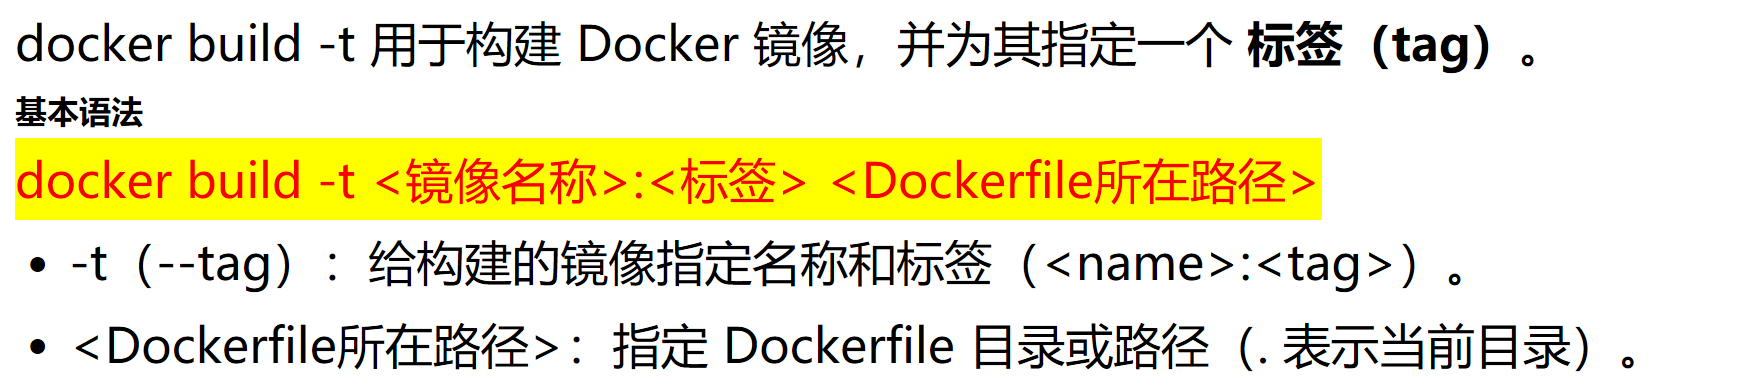 docker build -t 用于构建 Docker 镜像，并为其指定一个 标签（tag）。
基本语法
docker build -t <镜像名称>:<标签> <Dockerfile所在路径>
• -t（--tag）：给构建的镜像指定名称和标签（<name>:<tag>）。
• <Dockerfile所在路径>：指定 Dockerfile 目录或路径（. 表示当前目录）。